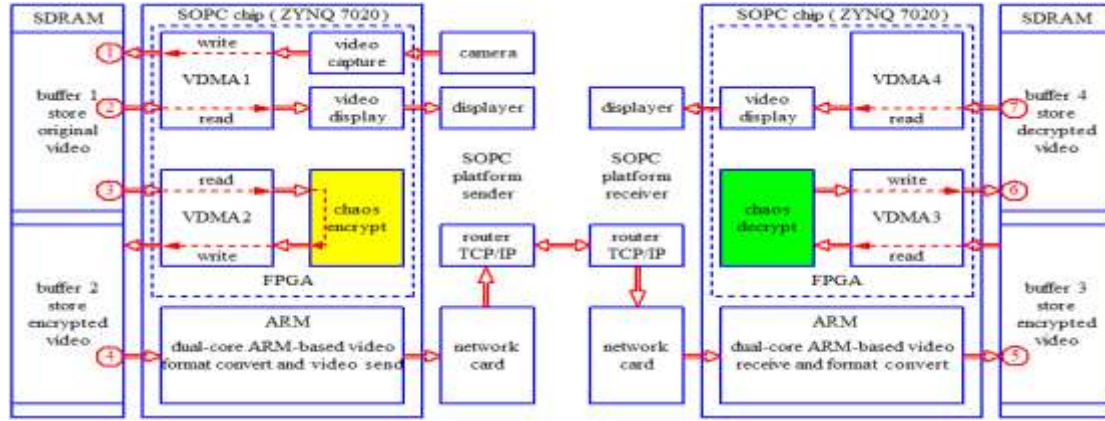 SDRAM
SOPC chip ( ZYNQ 7020)
SOPC chip ( ZYNQ 7020)
SDRAM
1
write
VDMA1
read
video
capture
camera
2
video
display
displayer
buffer 1
store
original
video
3
read
VDMA2
write
chaos
encrypt
FPGA
SOPC
platform
sender
router
TCP/IP
buffer 2
store
encrypted
video
4
ARM
dual-core ARM-based video
format convert and video send
network
card
displayer
video
display
VDMA4
read
7
buffer 4
store
decrypted
video
SOPC
platform
receiver
router
TCP/IP
chaos
decrypt
write
VDMA3
read
6
FPGA
network
card
ARM
dual-core ARM-based video
receive and format convert
5
buffer 3
store
encrypted
video